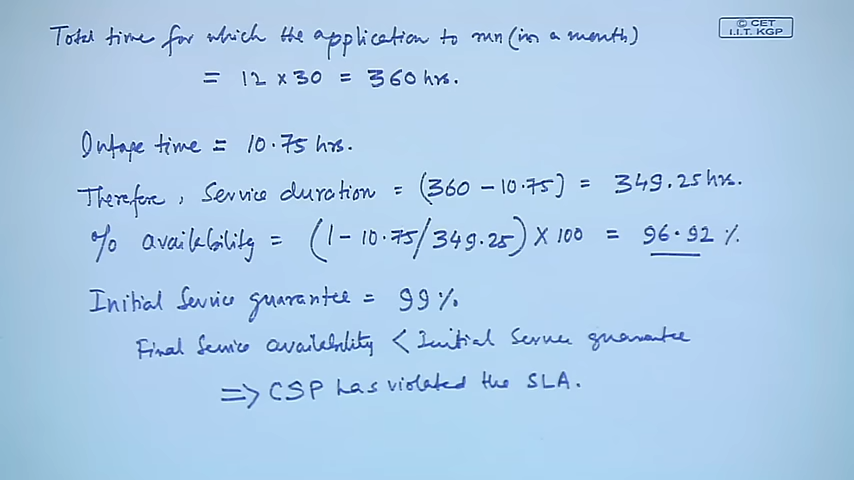 © CET
I.I.T. KGP
Total time for which the application to run (in a month)
= 12 × 30 = 360 hrs.
Outage time = 10.75 hrs.
Therefore, Service duration = (360 - 10.75) = 349.25 hrs.
% availability = (1 - 10.75/349.25) × 100 = 96.92 %
Initial Service guarantee = 99%.
Final Service availability < Initial Service guarantee
=> CSP has violated the SLA.